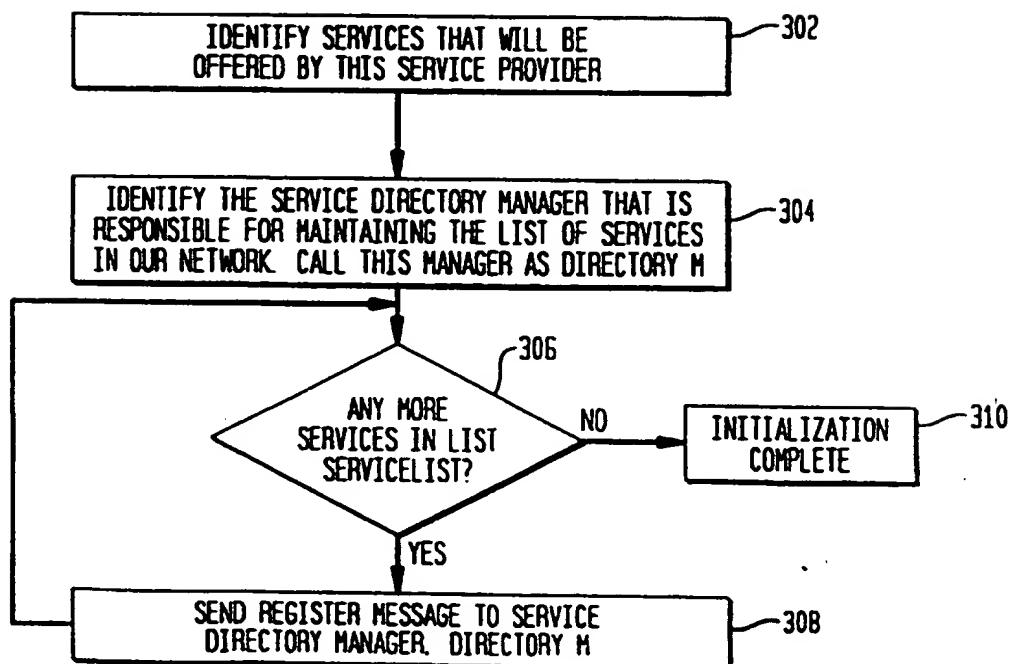 IDENTIFY SERVICES THAT WILL BE
OFFERED BY THIS SERVICE PROVIDER
302
IDENTIFY THE SERVICE DIRECTORY MANAGER THAT IS
RESPONSIBLE FOR MAINTAINING THE LIST OF SERVICES
IN OUR NETWORK. CALL THIS MANAGER AS DIRECTORY M
304
306
ANY MORE
SERVICES IN LIST
SERVICELIST?
NO
INITIALIZATION
COMPLETE
310
YES
SEND REGISTER MESSAGE TO SERVICE
DIRECTORY MANAGER. DIRECTORY M
308